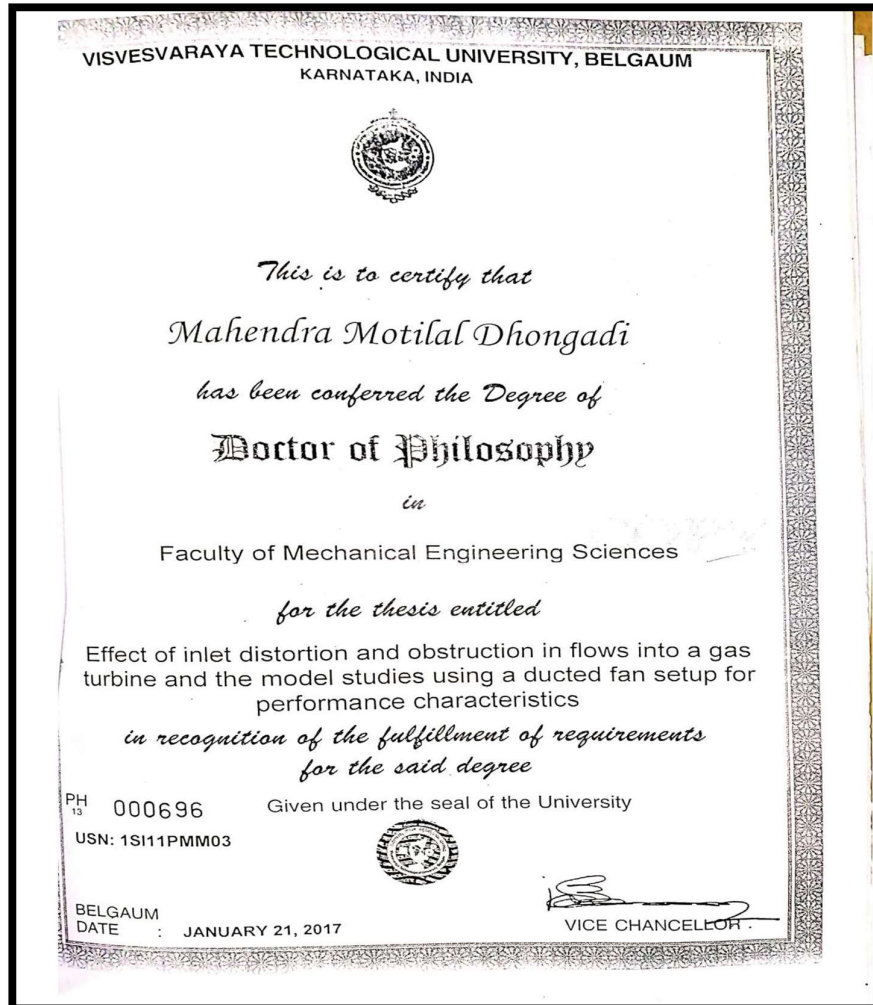 VISVESVARAYA TECHNOLOGICAL UNIVERSITY, BELGAUM
KARNATAKA, INDIA
This is to certify that
Mahendra Motilal Dhongadi
has been conferred the Degree of
Doctor of Philosophy
in
Faculty of Mechanical Engineering Sciences
for the thesis entitled
Effect of inlet distortion and obstruction in flows into a gas
turbine and the model studies using a ducted fan setup for
performance characteristics
in recognition of the fulfillment of requirements
for the said degree
PH 13 000696 Given under the seal of the University
USN: 1SI11PMM03
BELGAUM
DATE : JANUARY 21, 2017 VICE CHANCELLOR